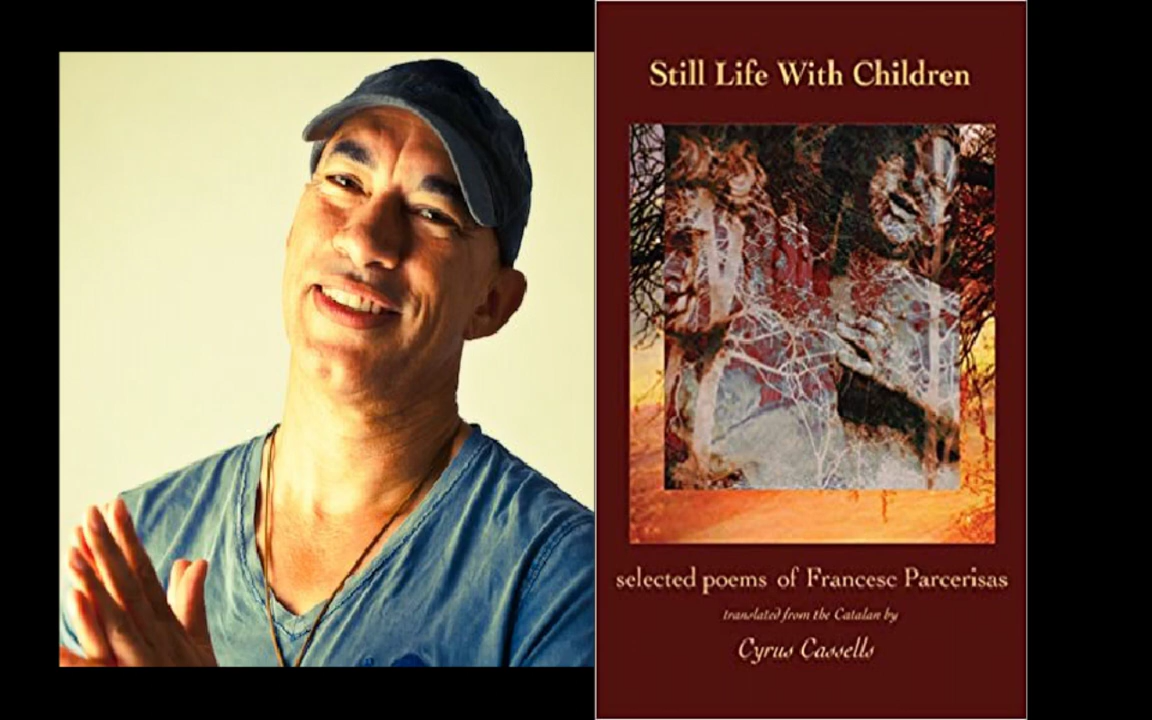 Still Life With Children
selected poems of Francesc Parcerisas
translated from the Catalan by
Cyrus Cassells